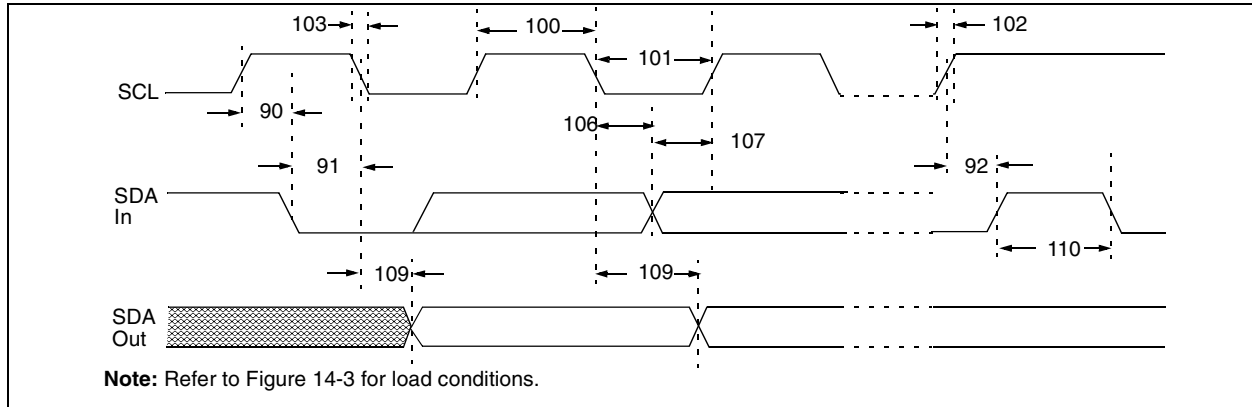 103
100
101
102
SCL
90
106
107
91
92
SDA
In
110
109
109
SDA
Out
Note: Refer to Figure 14-3 for load conditions.